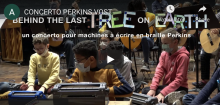 A CONCERTO PERKINS VOST
BEHIND THE LAST TREE ON EARTH
un concerto pour machines à écrire en braille Perkins